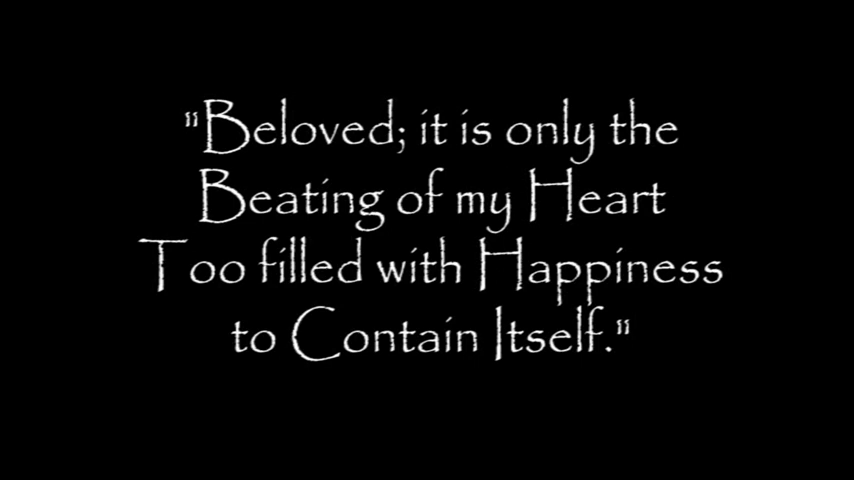 "Beloved; it is only the
Beating of my Heart
Too filled with Happiness
to Contain Itself."